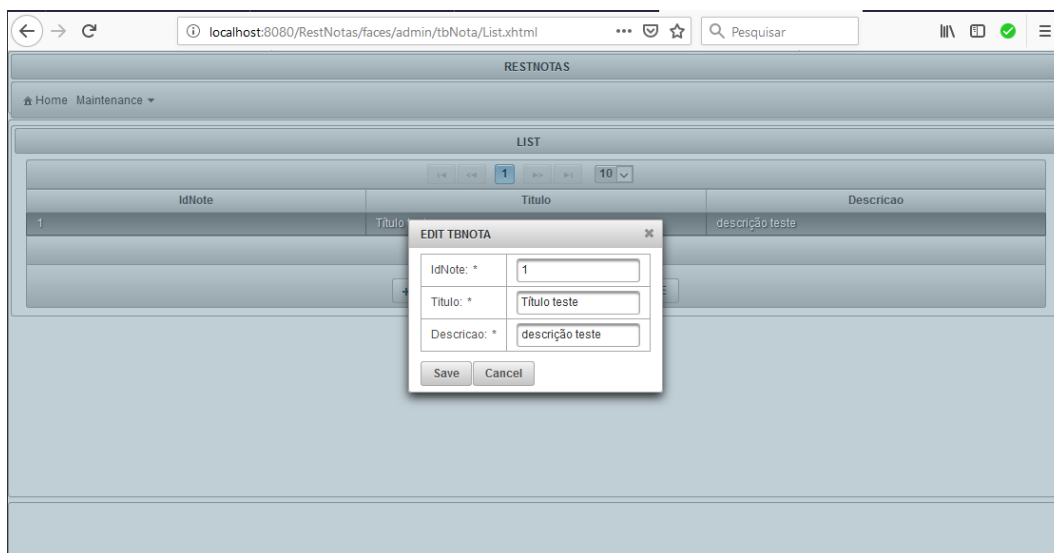 localhost:8080/RestNotas/faces/admin/tbNota/List.xhtml
Pesquisar
RESTNOTAS
Home Maintenance
LIST
1 10
IdNote Titulo Descricao
1 Título descrição teste
EDIT TBNOTA
IdNote: * 1
Titulo: * Título teste
Descricao: * descrição teste
Save Cancel